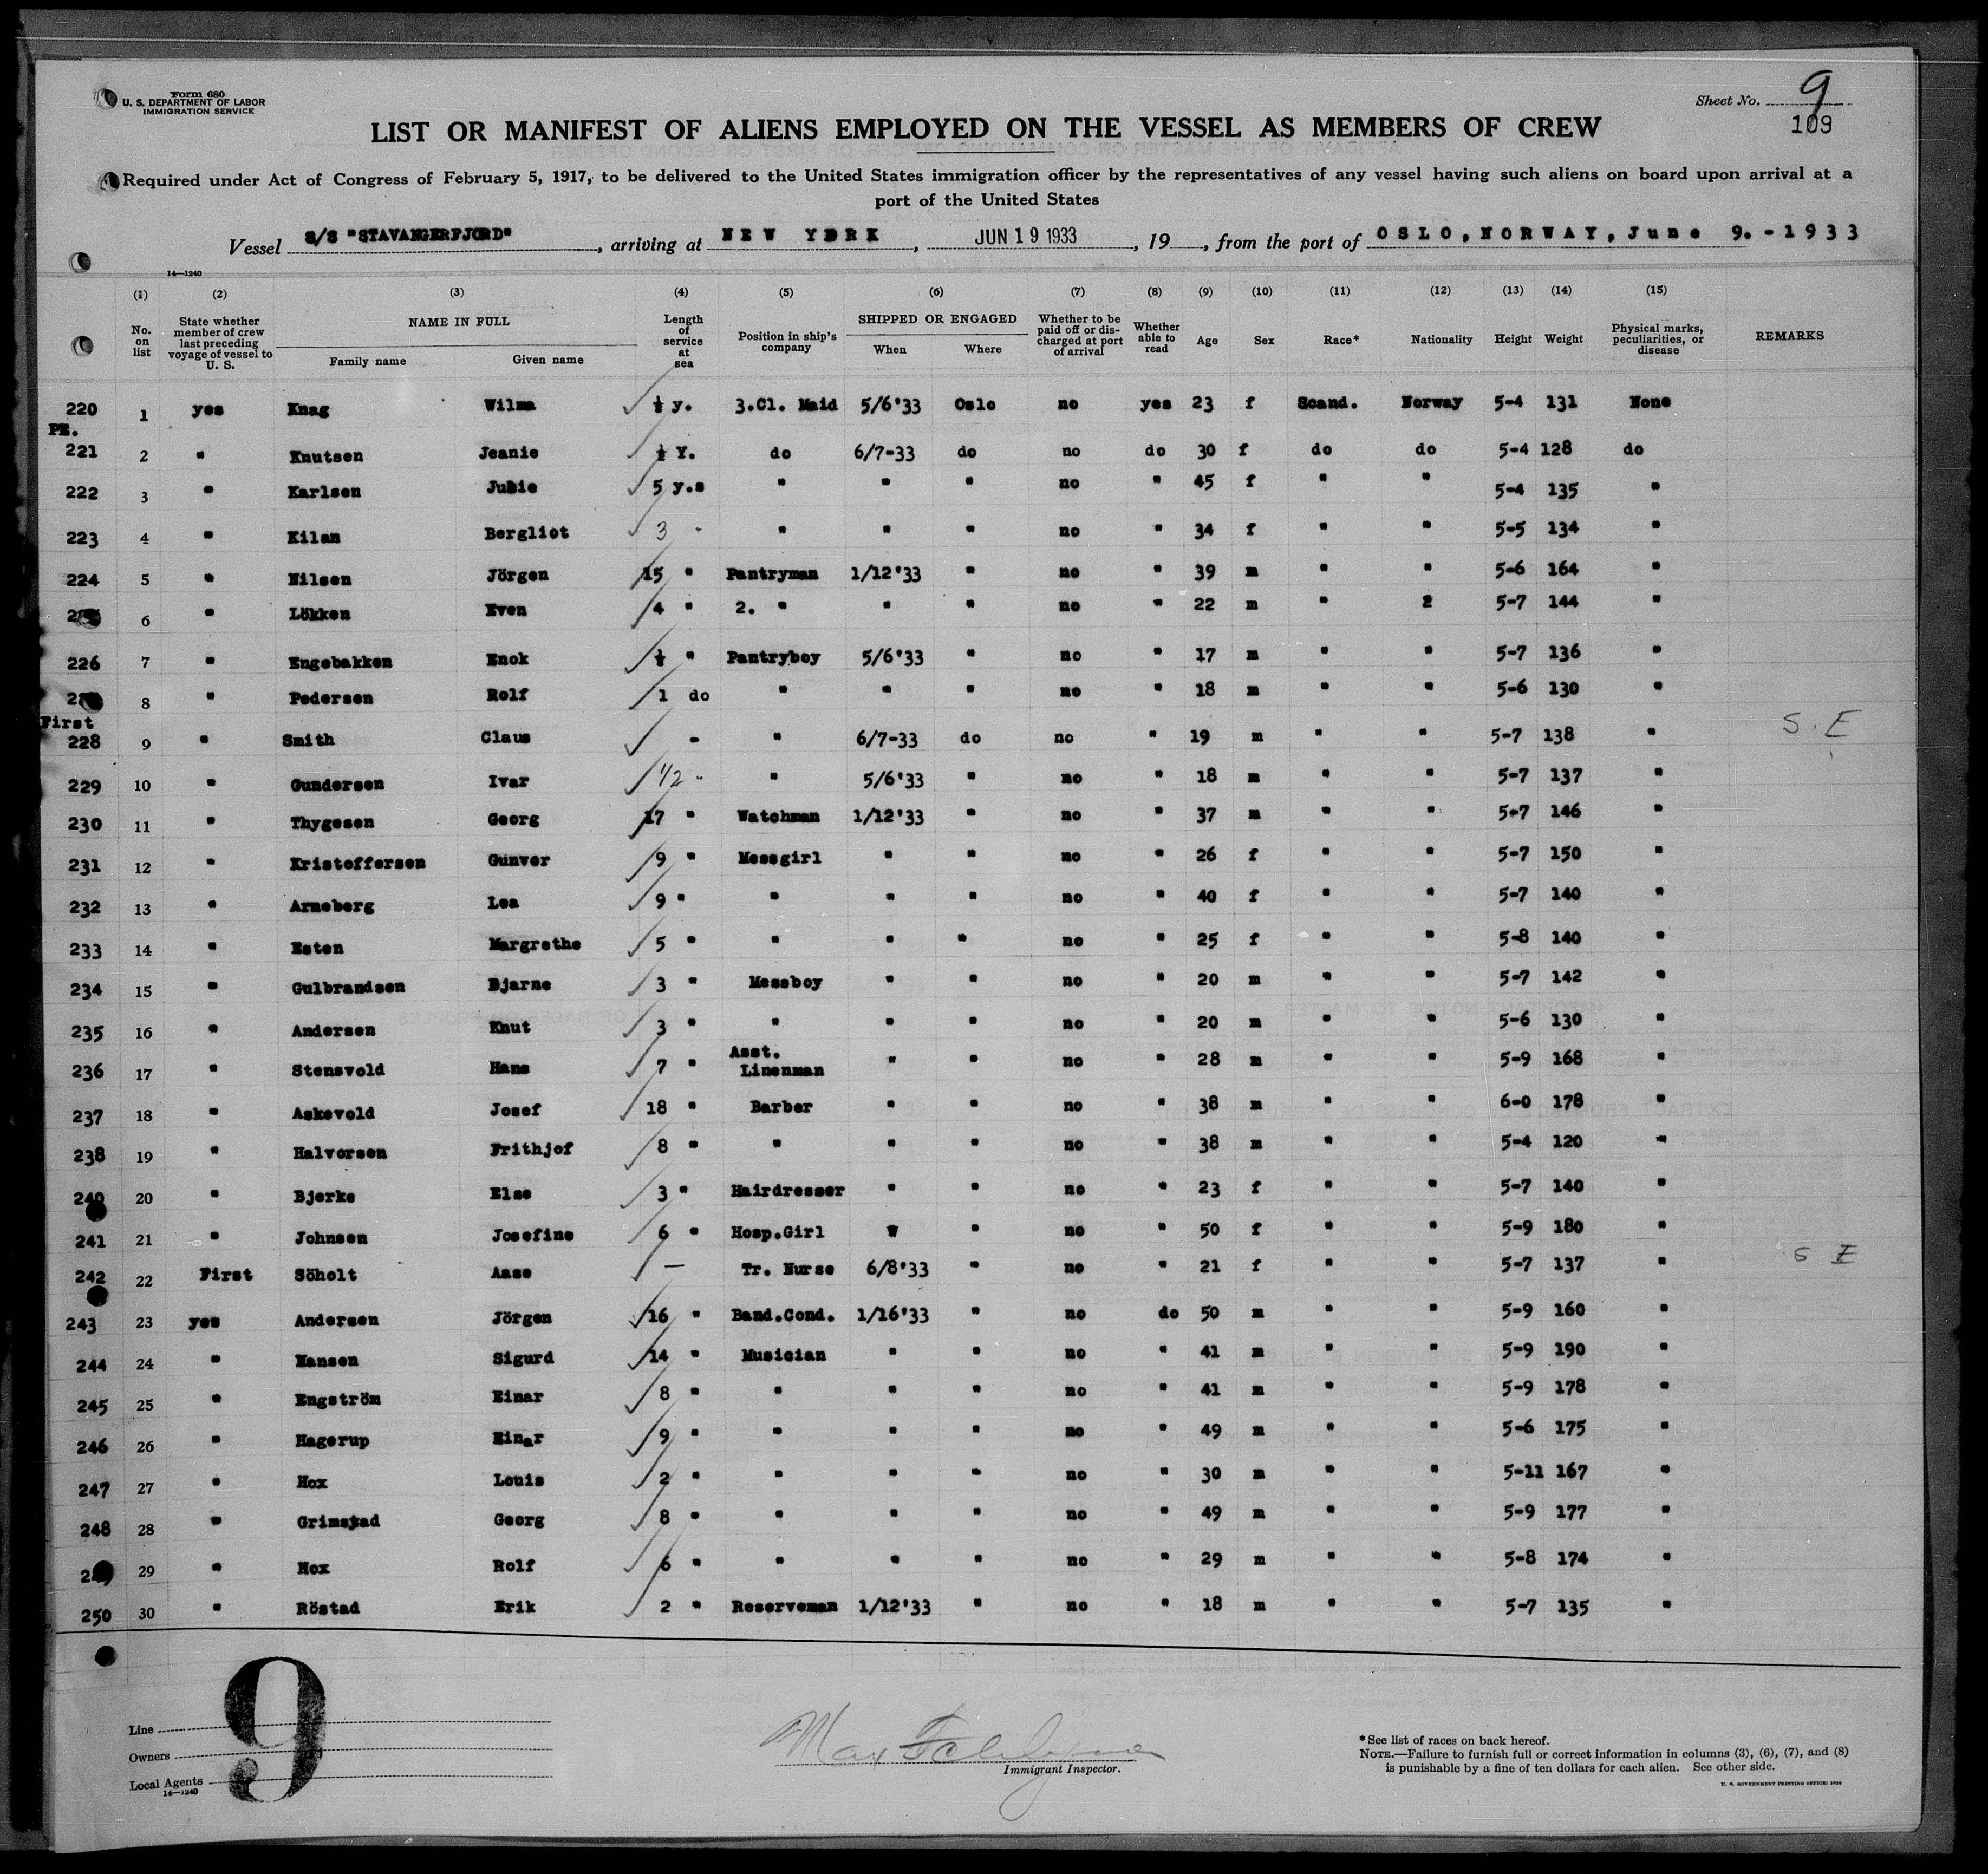 Form 680
U. S. DEPARTMENT OF LABOR
IMMIGRATION SERVICE
Sheet No. 9
109
LIST OR MANIFEST OF ALIENS EMPLOYED ON THE VESSEL AS MEMBERS OF CREW
Required under Act of Congress of February 5, 1917, to be delivered to the United States immigration officer by the representatives of any vessel having such aliens on board upon arrival at a
port of the United States
Vessel S/S "STAVANGERFJORD", arriving at NEW YORK, JUN 19 1933, 19, from the port of OSLO, NORWAY, June 9.-1933
14—1240
(1) (2) (3) (4) (5) (6) (7) (8) (9) (10) (11) (12) (13) (14) (15)
No. on list State whether member of crew last preceding voyage of vessel to U. S. NAME IN FULL Family name Given name Length of service at sea Position in ship's company SHIPPED OR ENGAGED When Where Whether to be paid off or discharged at port of arrival Whether able to read Age Sex Race* Nationality Height Weight Physical marks, peculiarities, or disease REMARKS
220 1 yes Knag Wilma ½ y. 3.Cl. Maid 5/6'33 Oslo no yes 23 f Scand. Norway 5-4 131 None
PE.
221 2 " Knutsen Jeanie ½ Y. do 6/7-33 do no do 30 f do do 5-4 128 do
222 3 " Karlsen 5 y.s " " " no " 45 f " " 5-4 135 "
223 4 " Kilan Bergliot 3 " " " " no " 34 f " " 5-5 134 "
224 5 " Nilsen Jörgen 15 " Pantryman 1/12'33 " no " 39 m " " 5-6 164 "
6 " Lökken Even 4 " 2. " " " no " 22 m " 2 5-7 144 "
226 7 " Engebakken Enok ½ " Pantryboy 5/6'33 " no " 17 m " " 5-7 136 "
8 " Pedersen Rolf 1 do " " " no " 18 m " " 5-6 130 "
First
228 9 " Smith Claus - " 6/7-33 do no " 19 m " " 5-7 138 " S. E
229 10 " Gundersen Ivar 1/2 " " 5/6'33 " no " 18 m " " 5-7 137 "
230 11 " Thygesen Georg 17 " Watchman 1/12'33 " no " 37 m " " 5-7 146 "
231 12 " Kristoffersen Gunvor 9 " Messgirl " " no " 26 f " " 5-7 150 "
232 13 " Arneberg Lea 9 " " " " no " 40 f " " 5-7 140 "
233 14 " Esten Margrethe 5 " " " " no " 25 f " " 5-8 140 "
234 15 " Gulbrandsen Bjarne 3 " Messboy " " no " 20 m " " 5-7 142 "
235 16 " Andersen Knut 3 " " " " no " 20 m " " 5-6 130 "
236 17 " Stensvold Hans 7 " Asst. Linenman " " no " 28 m " " 5-9 168 "
237 18 " Askevold Josef 18 " Barber " " no " 38 m " " 6-0 178 "
238 19 " Halvorsen Frithjof 8 " " " " no " 38 m " " 5-4 120 "
240 20 " Bjerke Else 3 " Hairdresser " " no " 23 f " " 5-7 140 "
241 21 " Johnsen Josefine 6 " Hosp.Girl " " no " 50 f " " 5-9 180 "
242 22 First Söholt Aase — Tr. Nurse 6/8'33 " no " 21 f " " 5-7 137 " S E
243 23 yes Andersen Jörgen 16 " Band.Cond. 1/16'33 " no do 50 m " " 5-9 160 "
244 24 " Hansen Sigurd 14 " Musician " " no " 41 m " " 5-9 190 "
245 25 " Engström Einar 8 " " " " no " 41 m " " 5-9 178 "
246 26 " Hagerup Einar 9 " " " " no " 49 m " " 5-6 175 "
247 27 " Hox Louis 2 " " " " no " 30 m " " 5-11 167 "
248 28 " Grimstad Georg 8 " " " " no " 49 m " " 5-9 177 "
29 " Hox Rolf 6 " " " " no " 29 m " " 5-8 174 "
250 30 " Röstad Erik 2 " Reserveman 1/12'33 " no " 18 m " " 5-7 135 "
9
Line
Owners
Local Agents
14—1240
Max
Immigrant Inspector.
*See list of races on back hereof.
NOTE.—Failure to furnish full or correct information in columns (3), (6), (7), and (8)
is punishable by a fine of ten dollars for each alien. See other side.
U. S. GOVERNMENT PRINTING OFFICE: